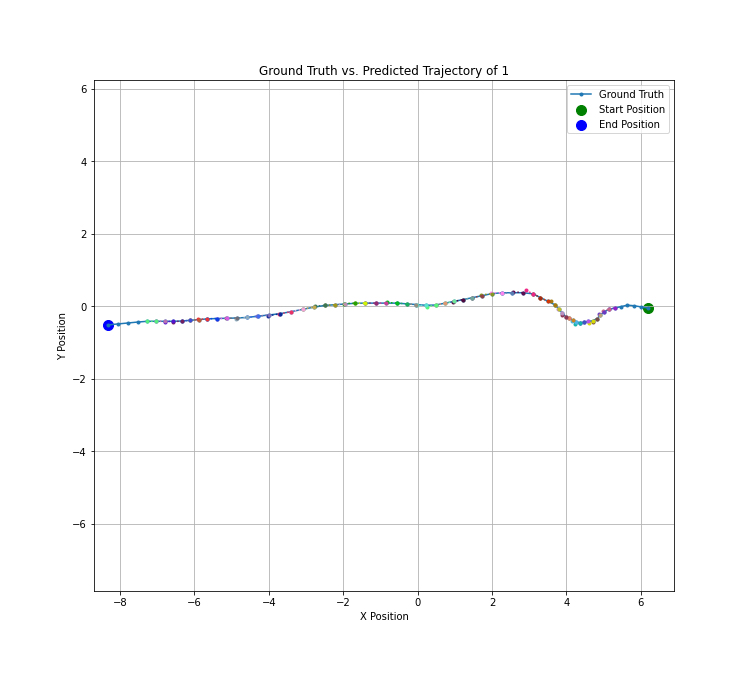 Ground Truth vs. Predicted Trajectory of 1
Ground Truth
Start Position
End Position
6
4
2
0
−2
−4
−6
Y Position
−8 −6 −4 −2 0 2 4 6
X Position